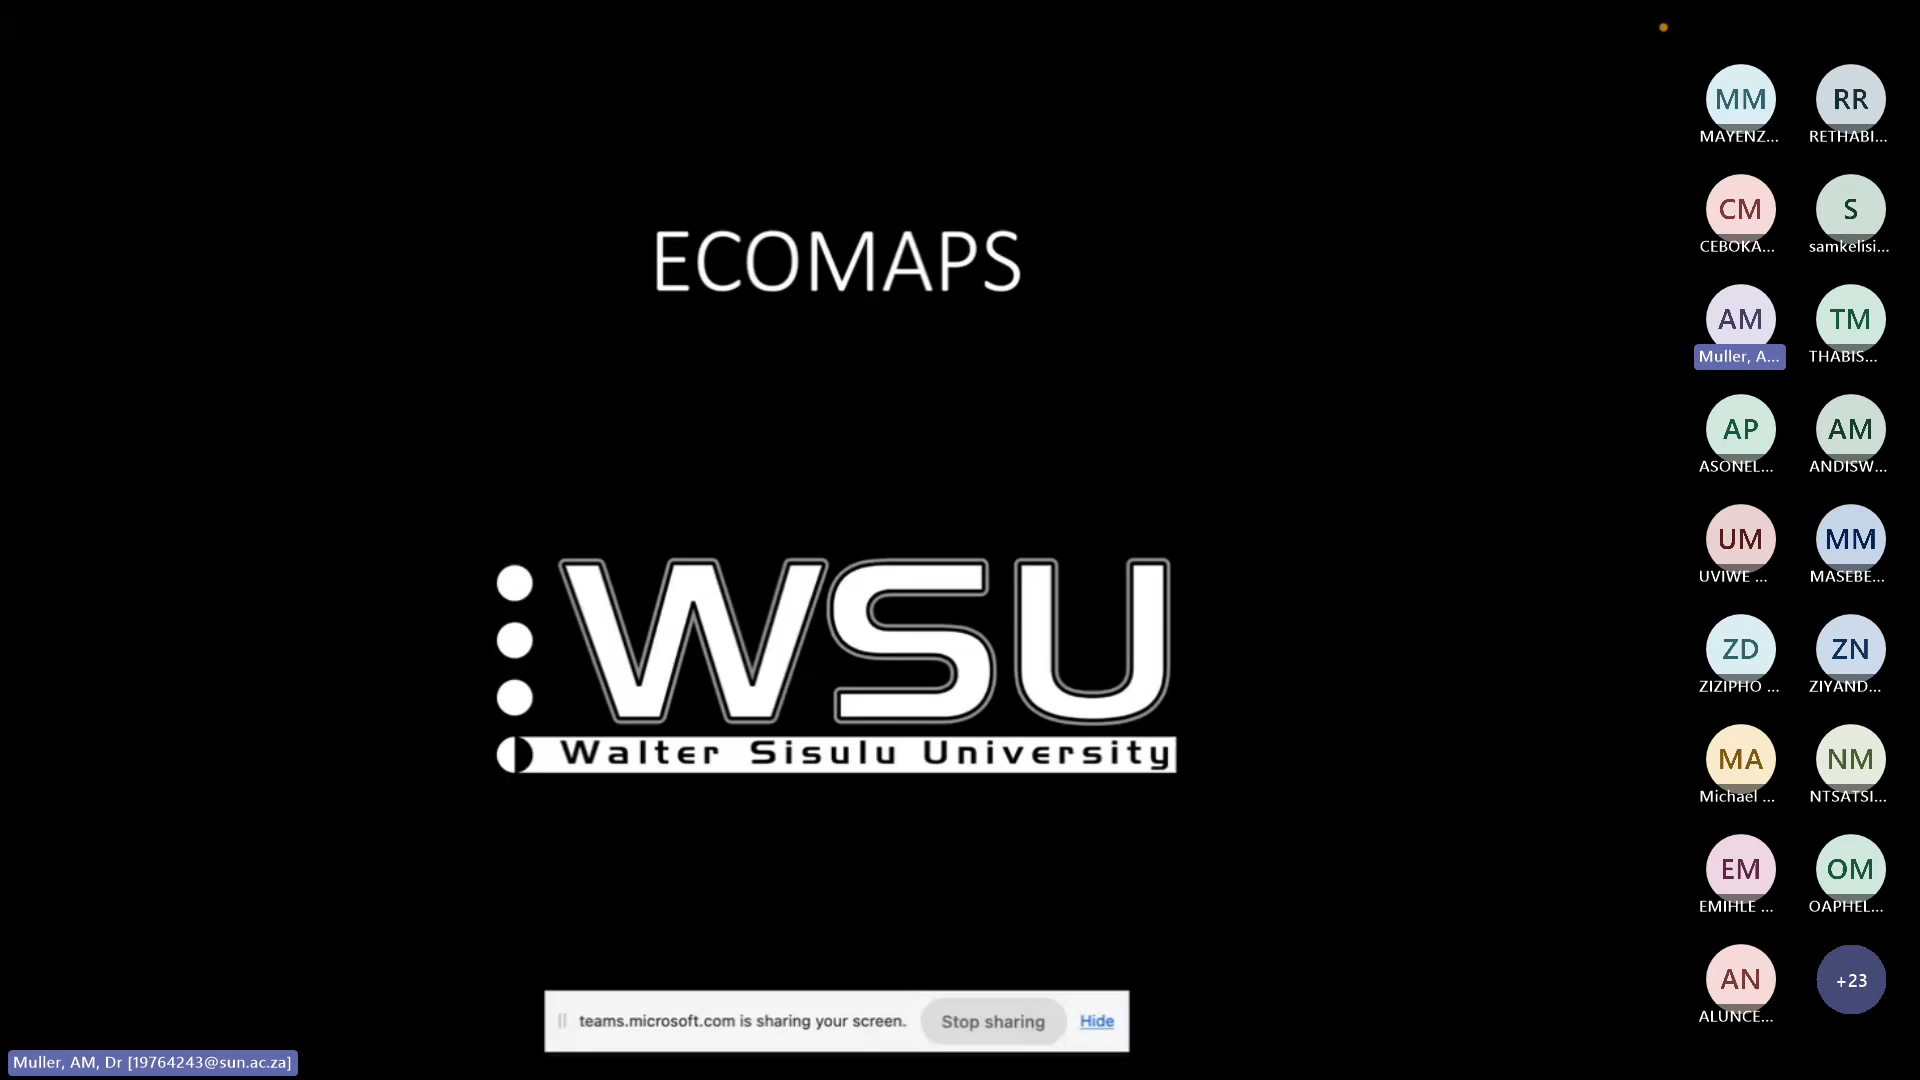 ECOMAPS
WSU
Walter Sisulu University
teams.microsoft.com is sharing your screen.
Stop sharing
Hide
Muller, AM, Dr [19764243@sun.ac.za]
MM
MAYENZ...
RR
RETHABI...
CM
CEBOKA...
S
samkelisi...
AM
Muller, A...
TM
THABIS...
AP
ASONEL...
AM
ANDISW...
UM
UVIWE ...
MM
MASEBE...
ZD
ZIZIPHO ...
ZN
ZIYAND...
MA
Michael ...
NM
NTSATSI...
EM
EMIHLE ...
OM
OAPHEL...
AN
ALUNCE...
+23